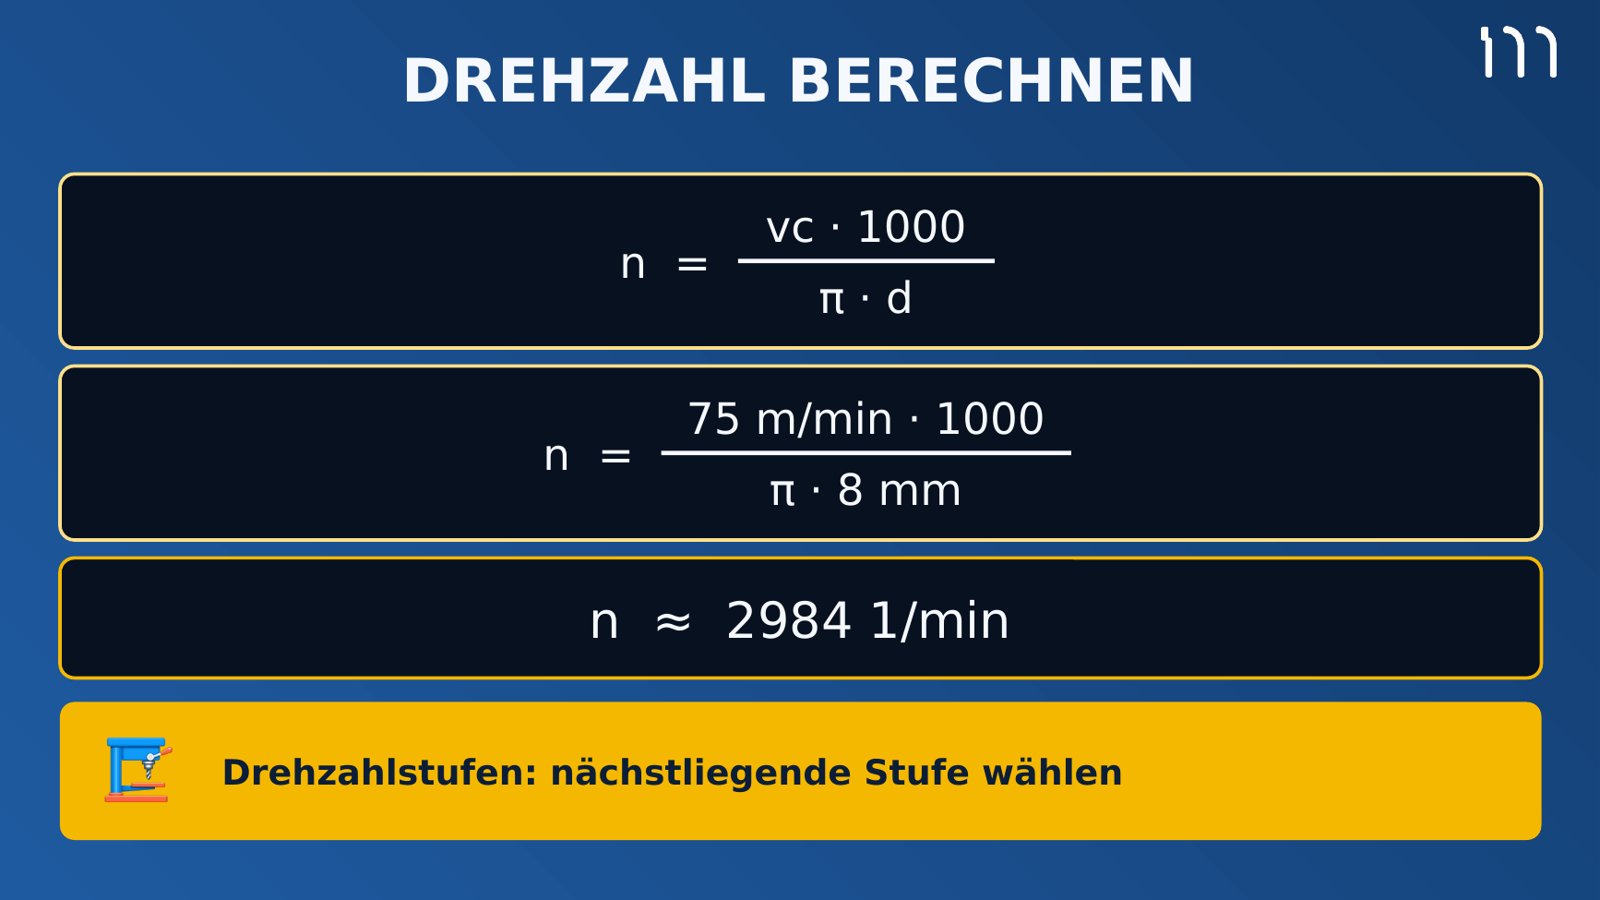 m
DREHZAHL BERECHNEN
n = vc · 1000
π · d
n = 75 m/min · 1000
π · 8 mm
n ≈ 2984 1/min
Drehzahlstufen: nächstliegende Stufe wählen